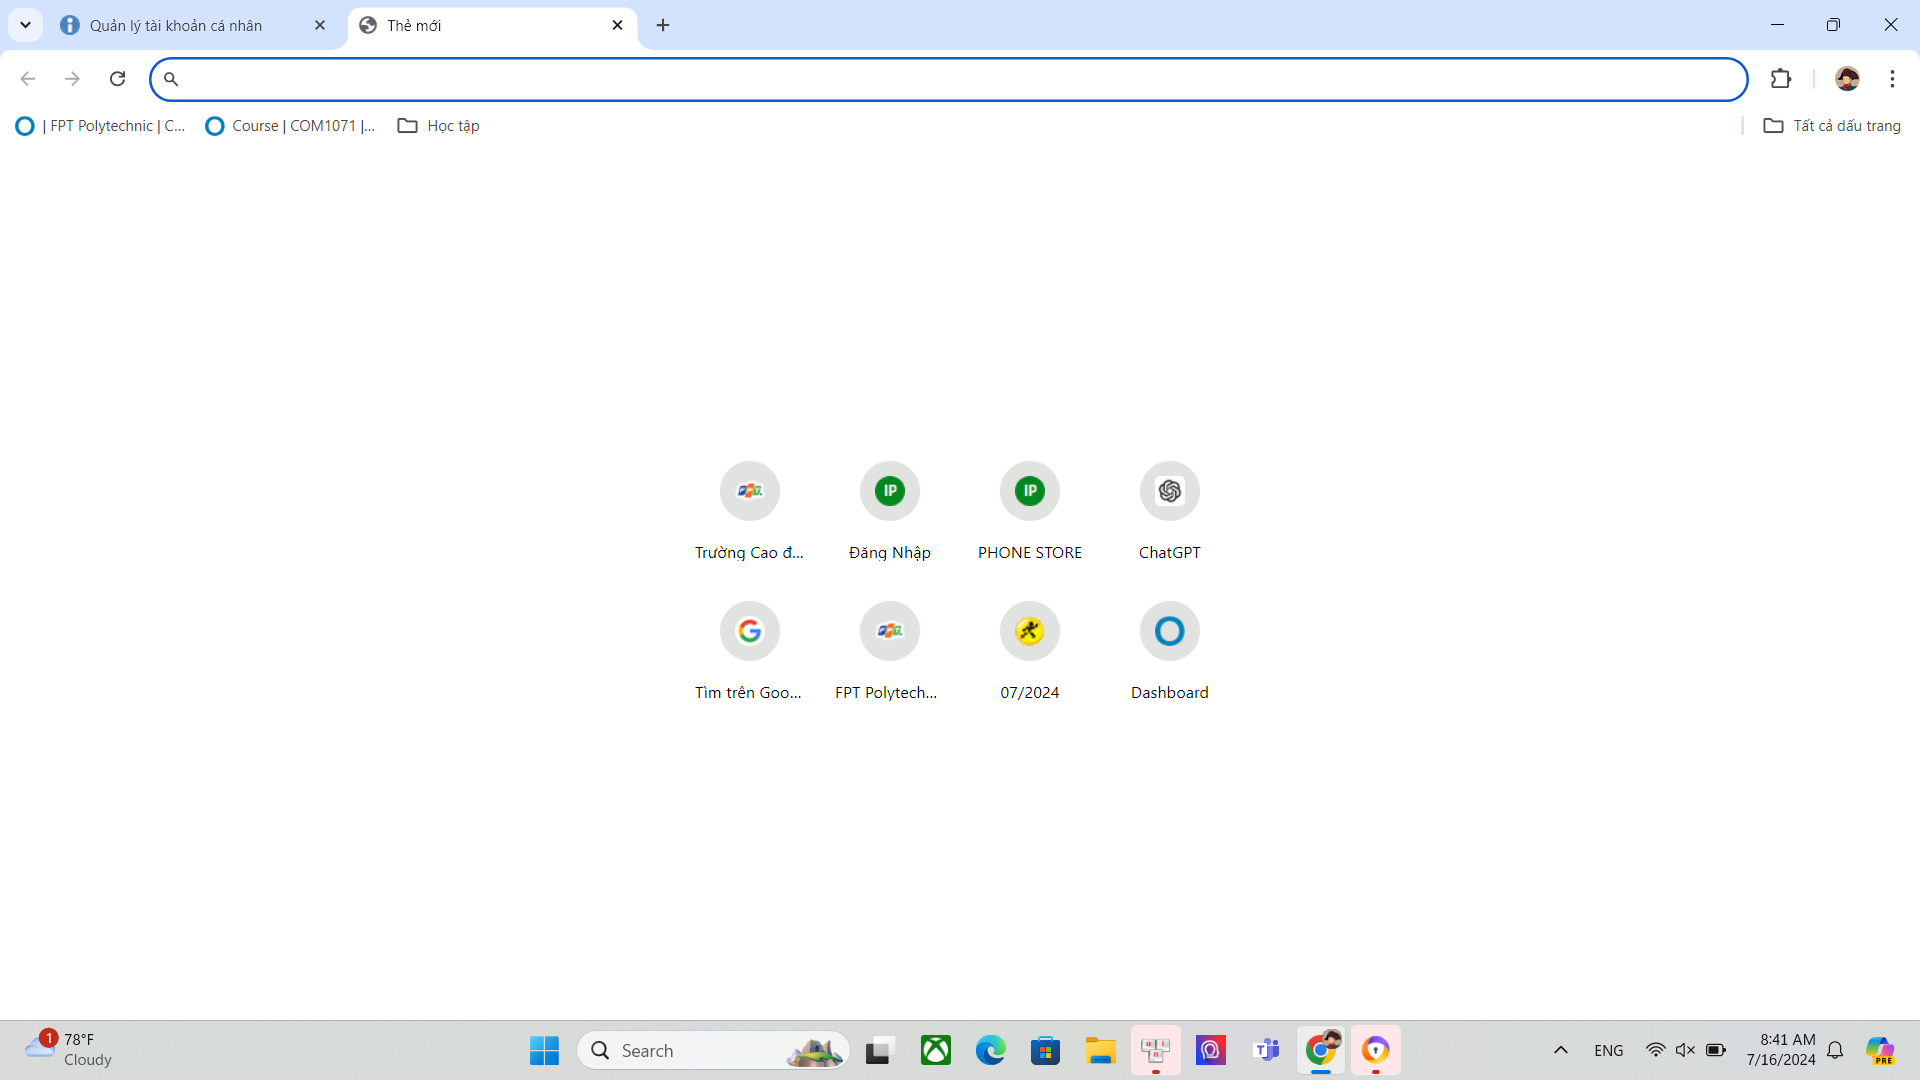 Quản lý tài khoản cá nhân
Thẻ mới
| FPT Polytechnic | C...
Course | COM1071 |...
Học tập
Tất cả dấu trang
IP
IP
Trường Cao đ...
Đăng Nhập
PHONE STORE
ChatGPT
Tìm trên Goo...
FPT Polytech...
07/2024
Dashboard
1
78°F
Cloudy
Search
ENG
8:41 AM
7/16/2024
PRE